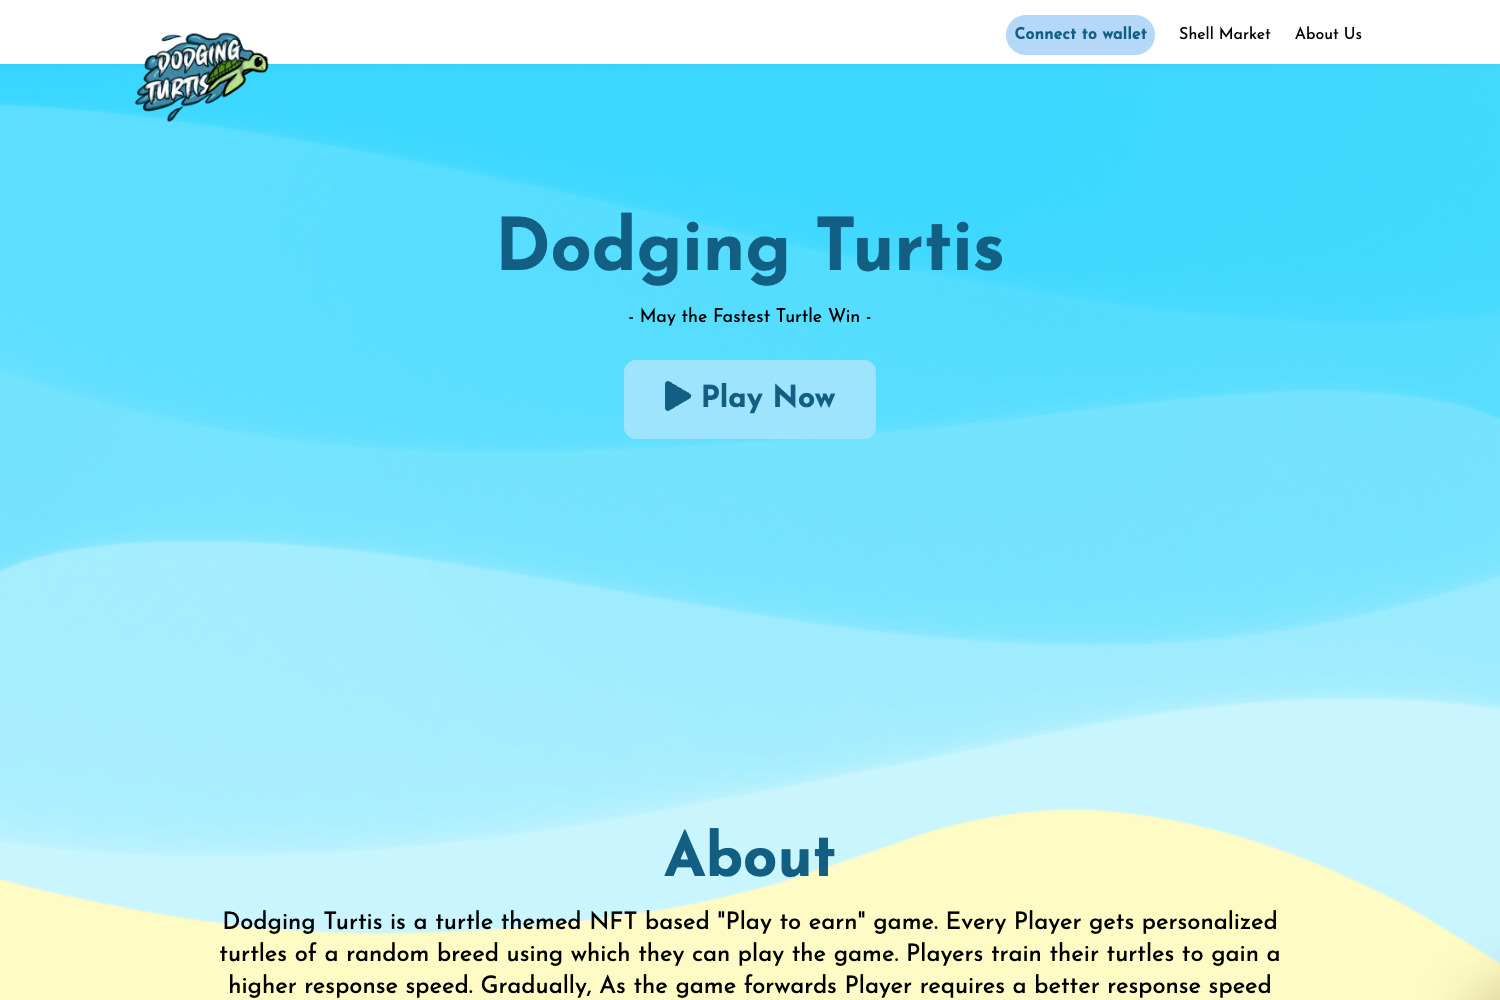 DODGING
TURTIS
Connect to wallet
Shell Market
About Us
Dodging Turtis
- May the Fastest Turtle Win -
Play Now
About
Dodging Turtis is a turtle themed NFT based "Play to earn" game. Every Player gets personalized
turtles of a random breed using which they can play the game. Players train their turtles to gain a
higher response speed. Gradually, As the game forwards Player requires a better response speed